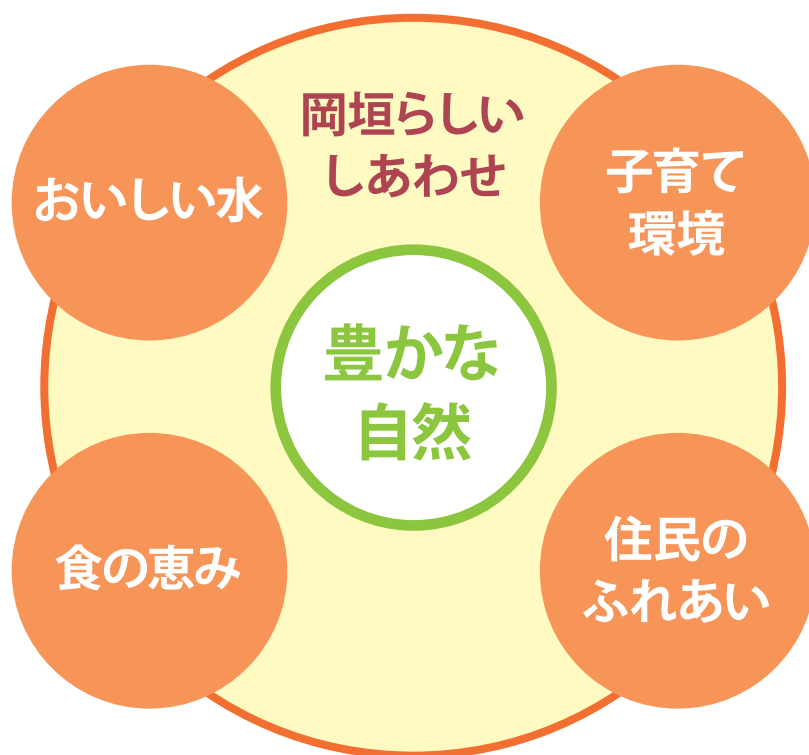 岡垣らしい
しあわせ
おいしい水
子育て
環境
豊かな
自然
食の恵み
住民の
ふれあい